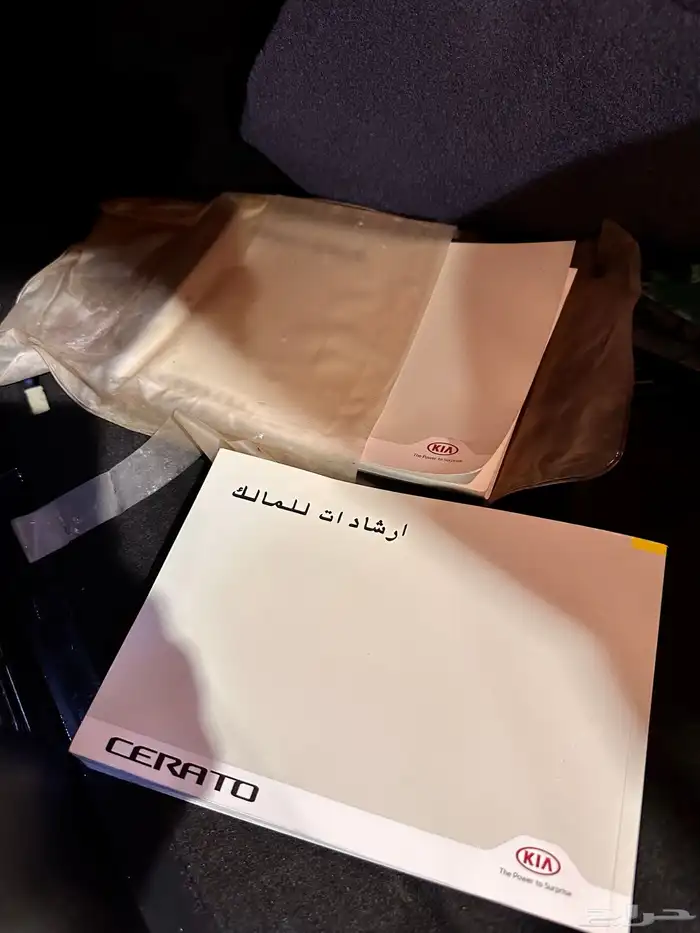 KIA
The Power to Surprise
ارشادات للمالك
CERATO
KIA
The Power to Surprise
حراج